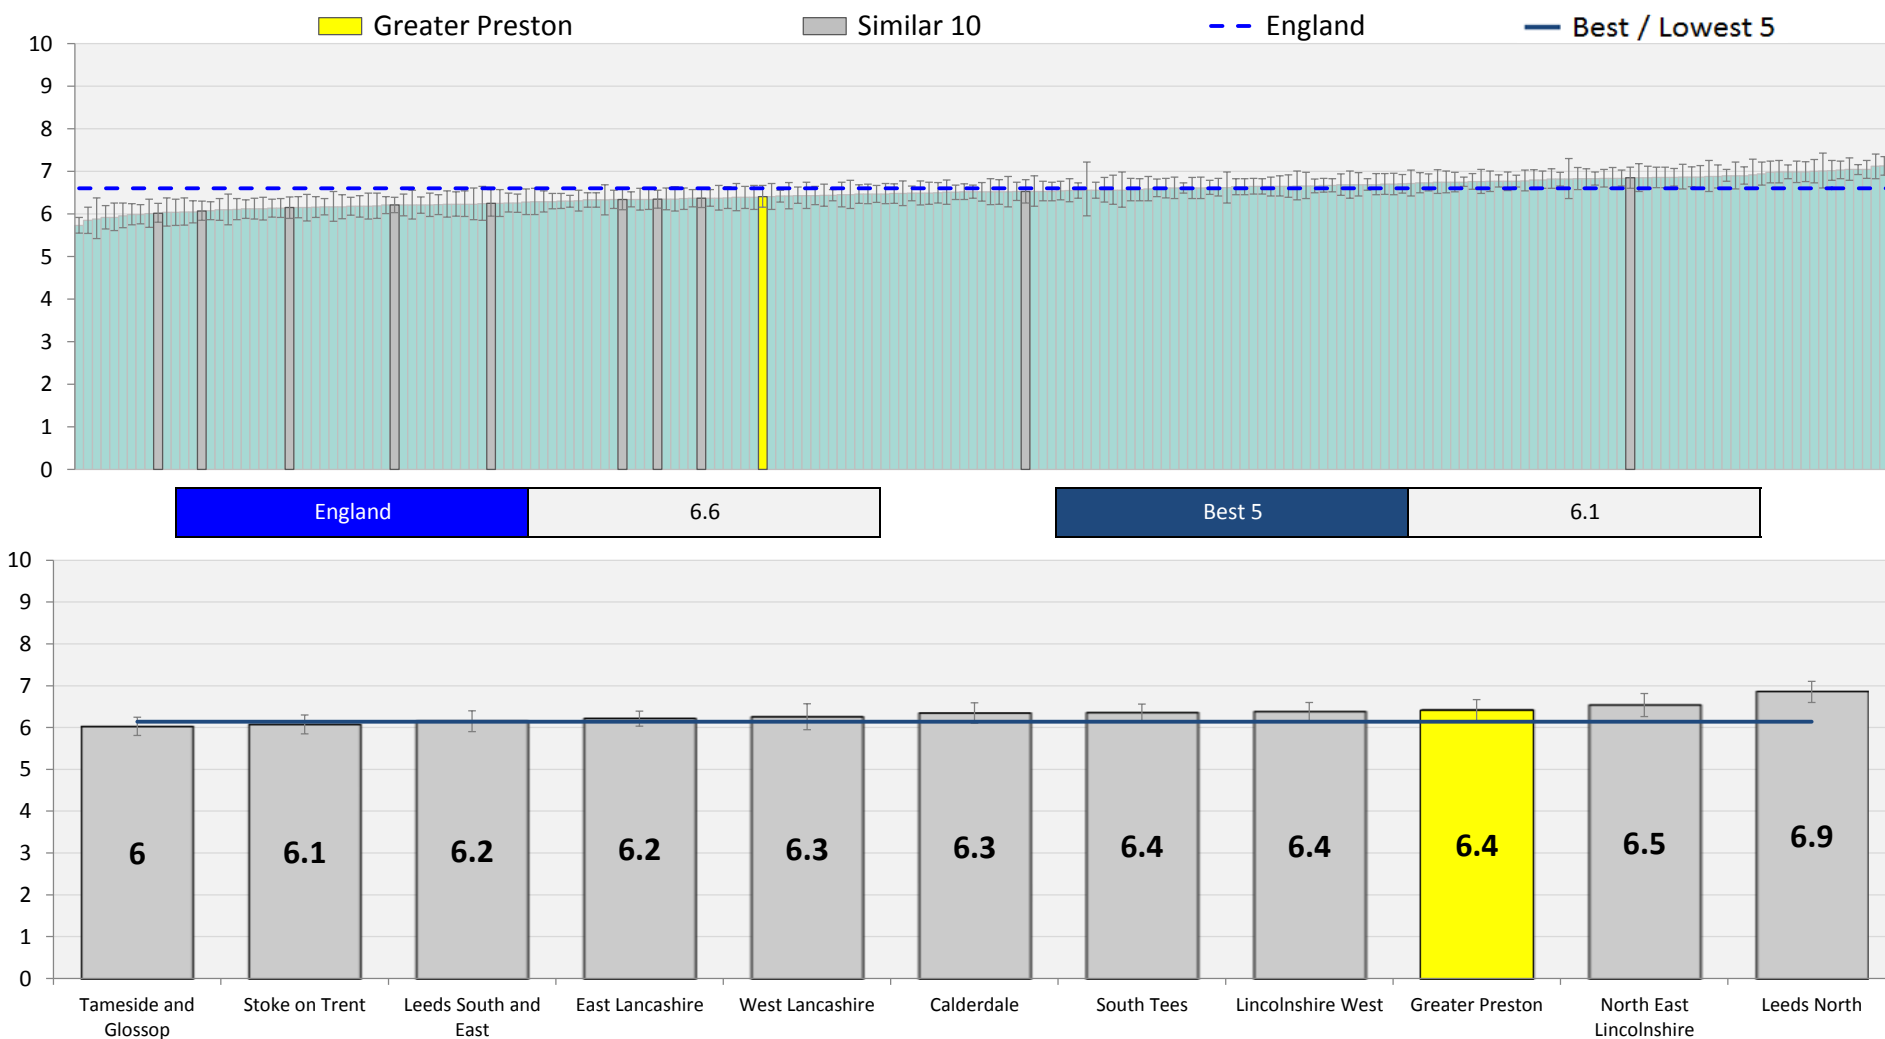 Greater Preston Similar 10 England Best / Lowest 5
10
9
8
7
6
5
4
3
2
1
0
England 6.6 Best 5 6.1
10
9
8
7
6
5
4
3
2
1
0
6 6.1 6.2 6.2 6.3 6.3 6.4 6.4 6.4 6.5 6.9
Tameside and Glossop
Stoke on Trent
Leeds South and East
East Lancashire
West Lancashire
Calderdale
South Tees
Lincolnshire West
Greater Preston
North East Lincolnshire
Leeds North